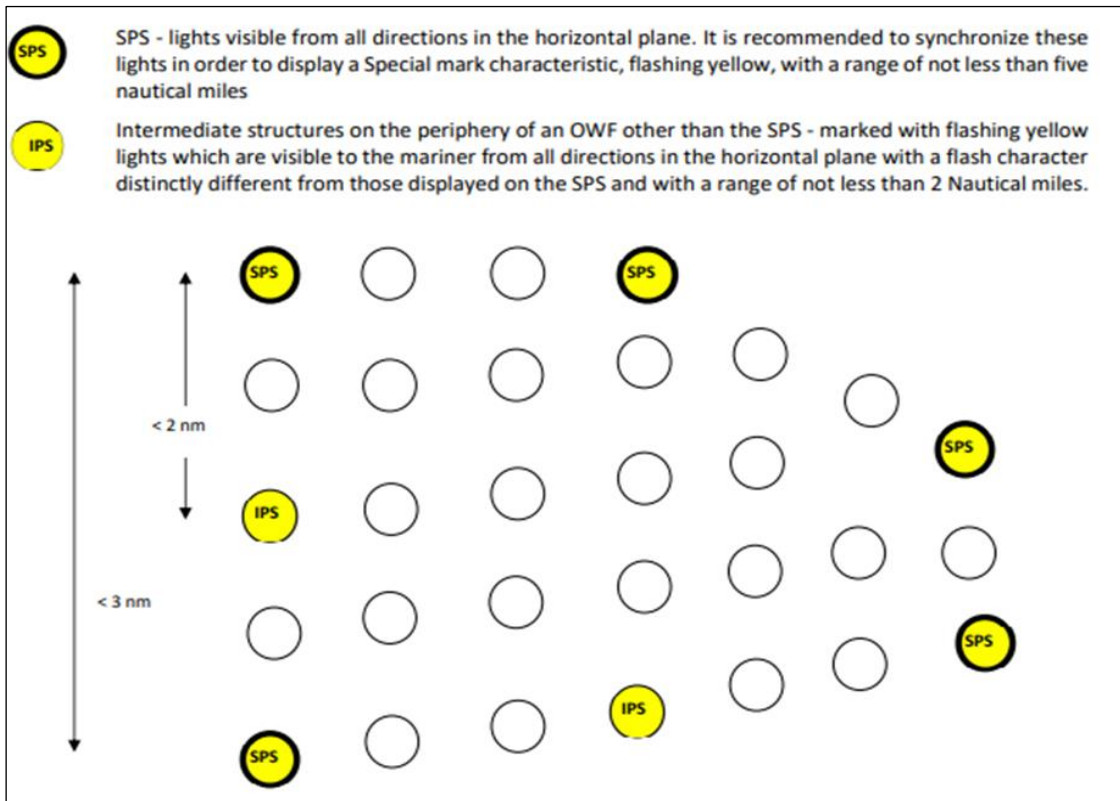 SPS
SPS - lights visible from all directions in the horizontal plane. It is recommended to synchronize these
lights in order to display a Special mark characteristic, flashing yellow, with a range of not less than five
nautical miles
IPS
Intermediate structures on the periphery of an OWF other than the SPS - marked with flashing yellow
lights which are visible to the mariner from all directions in the horizontal plane with a flash character
distinctly different from those displayed on the SPS and with a range of not less than 2 Nautical miles.
SPS
SPS
< 2 nm
SPS
IPS
< 3 nm
SPS
IPS
SPS